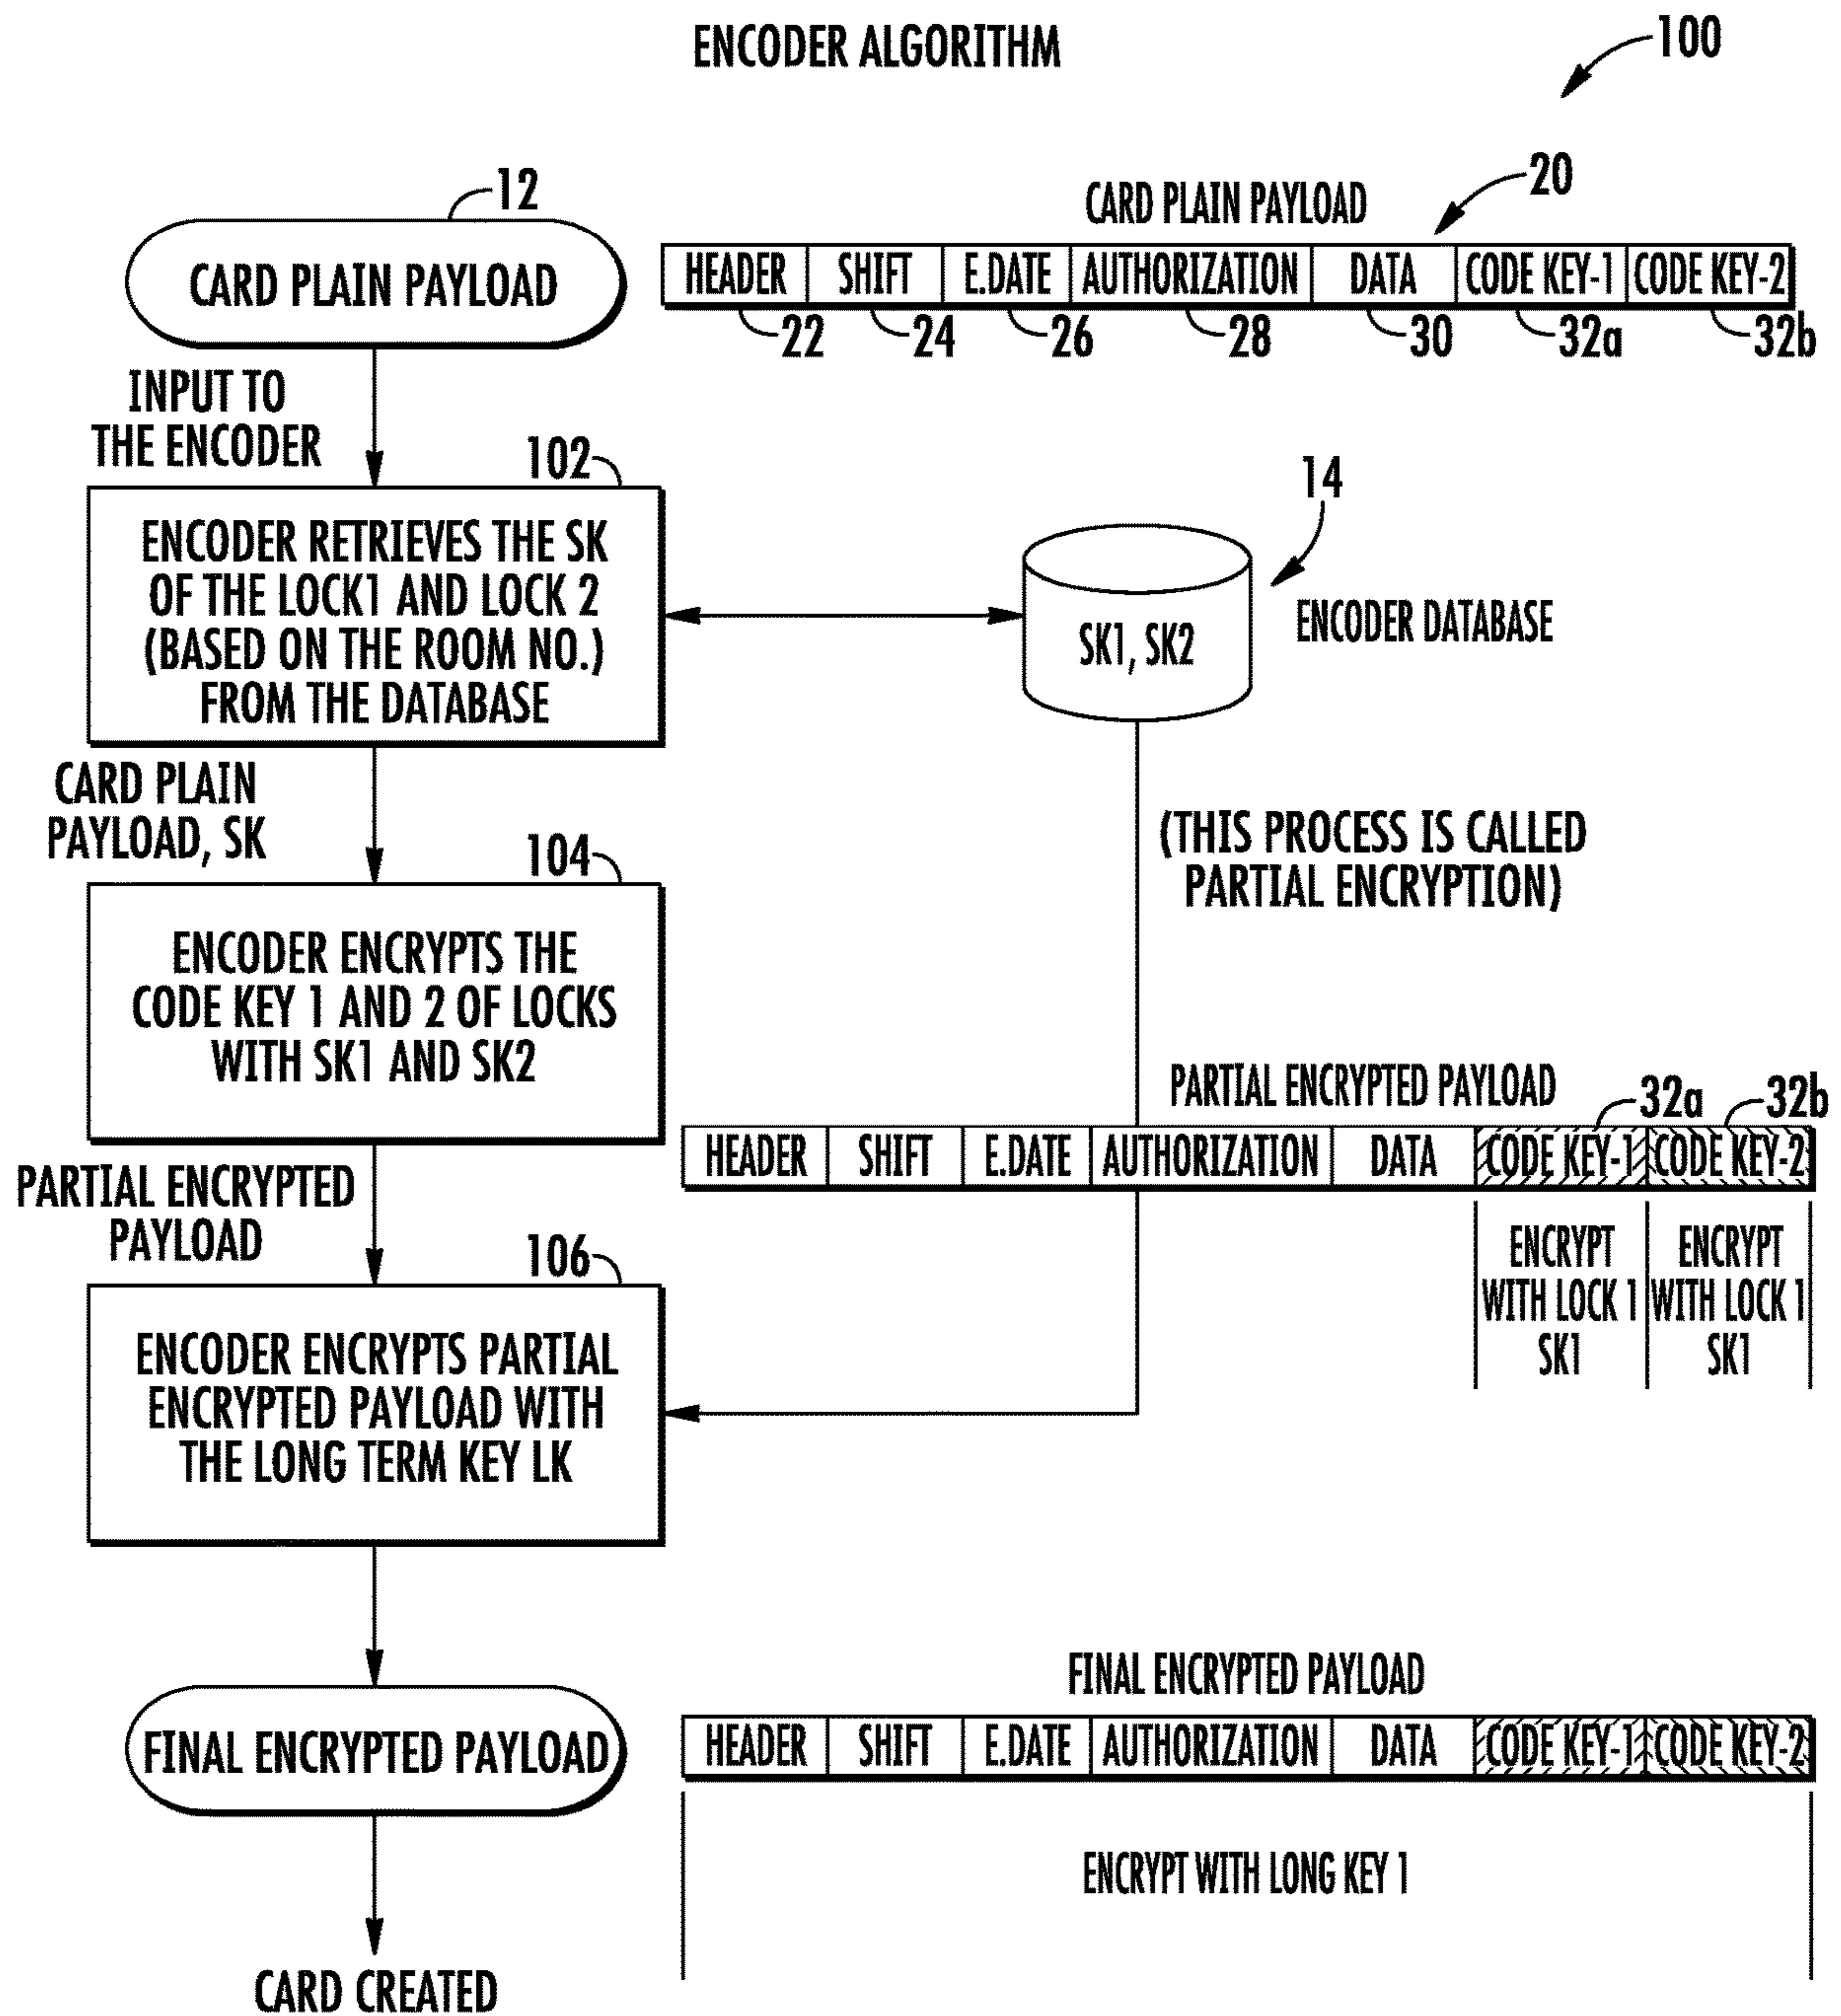 ENCODER ALGORITHM
100
12
CARD PLAIN PAYLOAD
CARD PLAIN PAYLOAD
20
HEADER SHIFT E.DATE AUTHORIZATION DATA CODE KEY-1 CODE KEY-2
22 24 26 28 30 32a 32b
INPUT TO
THE ENCODER
102
ENCODER RETRIEVES THE SK
OF THE LOCK1 AND LOCK 2
(BASED ON THE ROOM NO.)
FROM THE DATABASE
14
SK1, SK2
ENCODER DATABASE
CARD PLAIN
PAYLOAD, SK
(THIS PROCESS IS CALLED
PARTIAL ENCRYPTION)
104
ENCODER ENCRYPTS THE
CODE KEY 1 AND 2 OF LOCKS
WITH SK1 AND SK2
PARTIAL ENCRYPTED PAYLOAD
32a 32b
HEADER SHIFT E.DATE AUTHORIZATION DATA CODE KEY-1 CODE KEY-2
ENCRYPT
WITH LOCK 1
SK1
ENCRYPT
WITH LOCK 1
SK1
PARTIAL ENCRYPTED
PAYLOAD
106
ENCODER ENCRYPTS PARTIAL
ENCRYPTED PAYLOAD WITH
THE LONG TERM KEY LK
FINAL ENCRYPTED PAYLOAD
FINAL ENCRYPTED PAYLOAD
HEADER SHIFT E.DATE AUTHORIZATION DATA CODE KEY-1 CODE KEY-2
ENCRYPT WITH LONG KEY 1
CARD CREATED